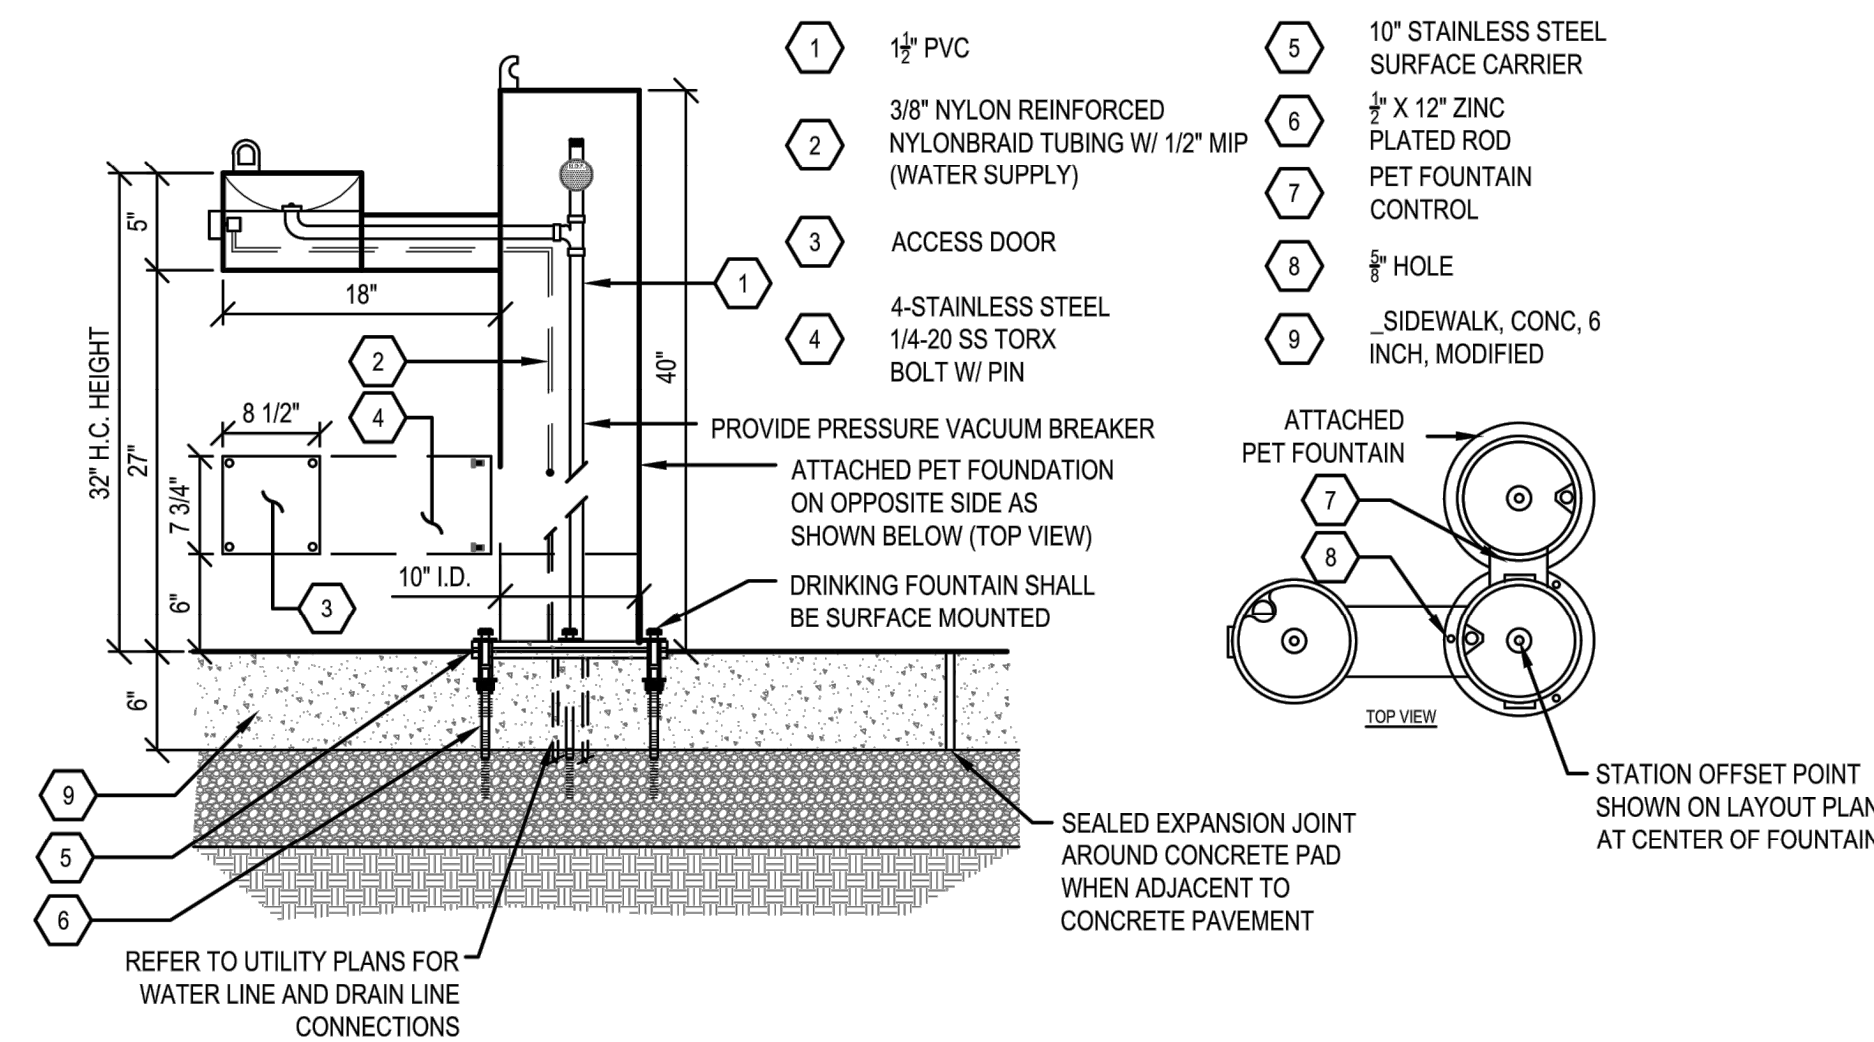 1
1 1/2" PVC
2
3/8" NYLON REINFORCED
NYLONBRAID TUBING W/ 1/2" MIP
(WATER SUPPLY)
3
ACCESS DOOR
4
4-STAINLESS STEEL
1/4-20 SS TORX
BOLT W/ PIN
5
10" STAINLESS STEEL
SURFACE CARRIER
6
1/2" X 12" ZINC
PLATED ROD
7
PET FOUNTAIN
CONTROL
8
5/8" HOLE
9
_SIDEWALK, CONC, 6
INCH, MODIFIED
32" H.C. HEIGHT
5"
27"
6"
18"
40"
1
2
4
8 1/2"
7 3/4"
6"
10" I.D.
3
PROVIDE PRESSURE VACUUM BREAKER
ATTACHED PET FOUNDATION
ON OPPOSITE SIDE AS
SHOWN BELOW (TOP VIEW)
DRINKING FOUNTAIN SHALL
BE SURFACE MOUNTED
9
5
6
REFER TO UTILITY PLANS FOR
WATER LINE AND DRAIN LINE
CONNECTIONS
SEALED EXPANSION JOINT
AROUND CONCRETE PAD
WHEN ADJACENT TO
CONCRETE PAVEMENT
ATTACHED
PET FOUNTAIN
7
8
TOP VIEW
STATION OFFSET POINT
SHOWN ON LAYOUT PLAN
AT CENTER OF FOUNTAIN